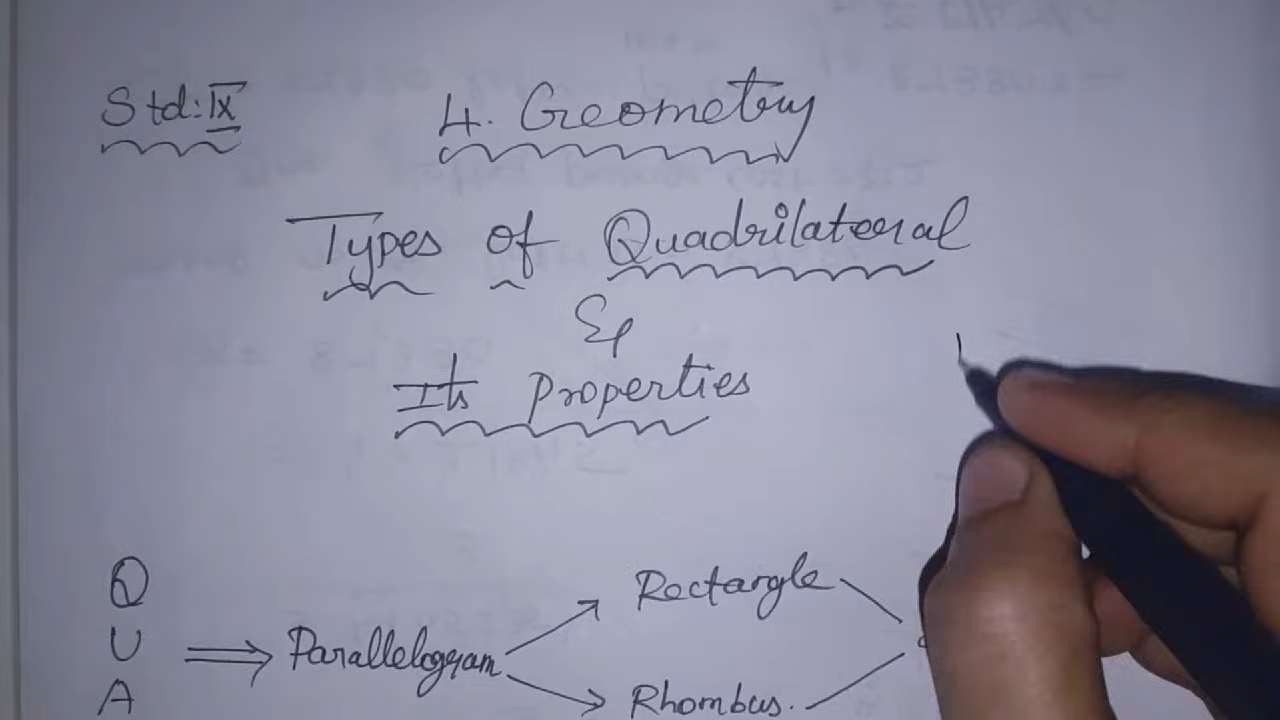 Std: IX
4. Geometry
Types of Quadrilateral
&
Its Properties
Q
U
A
⇒ Parallelogram
Rectangle
Rhombus.